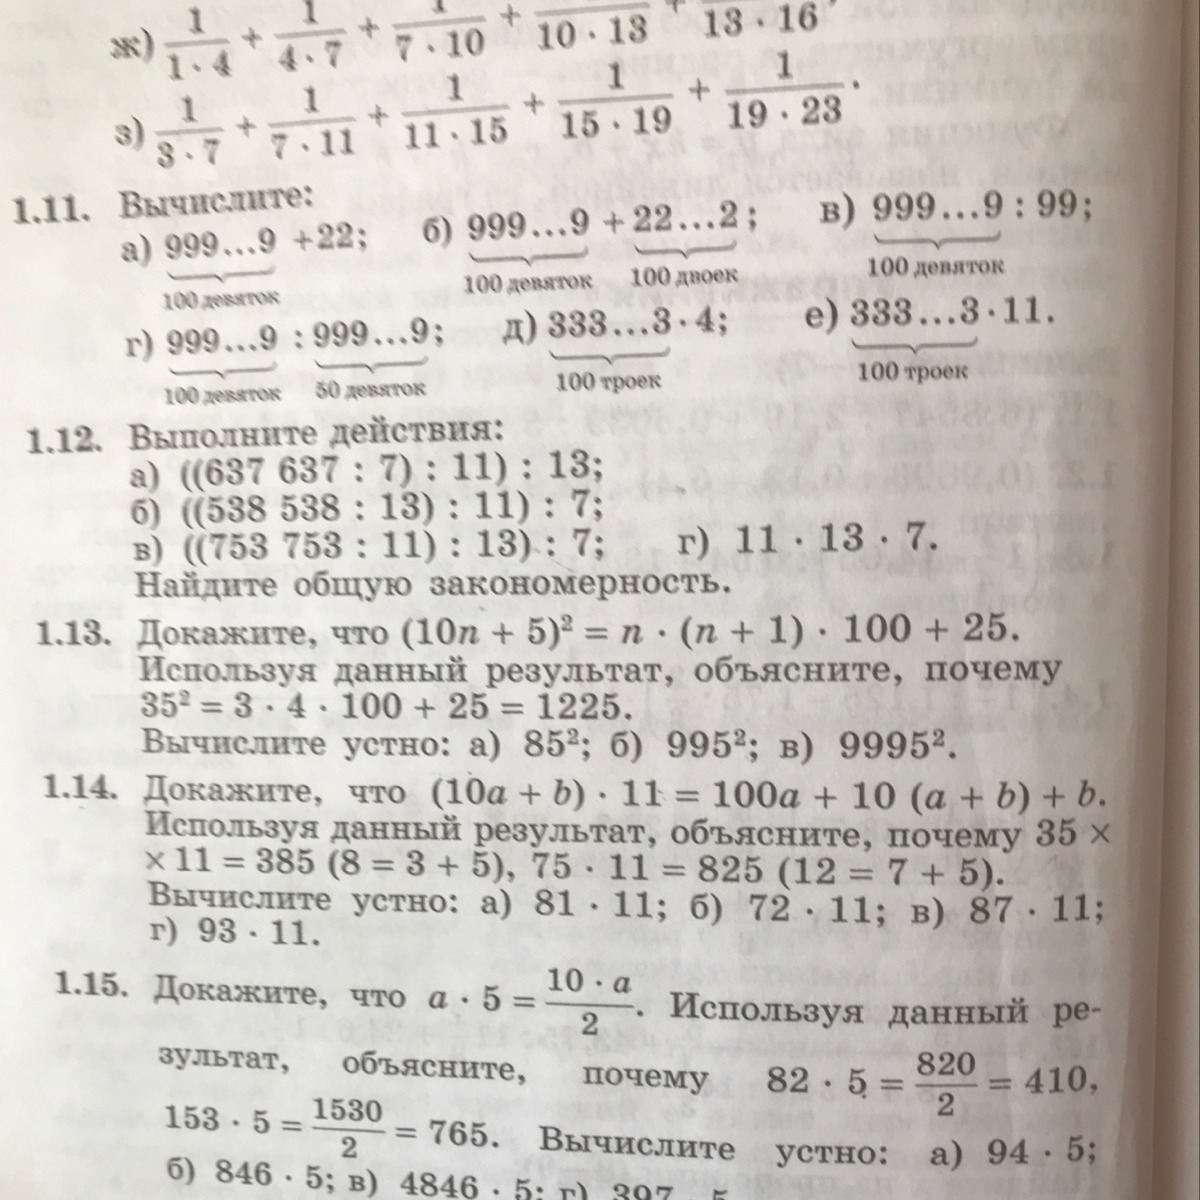 ж) 1/(1 · 4) + 1/(4 · 7) + 1/(7 · 10) + /(10 · 13) + /(13 · 16)
з) 1/(3 · 7) + 1/(7 · 11) + 1/(11 · 15) + 1/(15 · 19) + 1/(19 · 23).
1.11. Вычислите:
а) 999...9 +22; б) 999...9 + 22...2; в) 999...9 : 99;
100 девяток 100 девяток 100 двоек 100 девяток
г) 999...9 : 999...9; д) 333...3 · 4; е) 333...3 · 11.
100 девяток 50 девяток 100 троек 100 троек
1.12. Выполните действия:
а) ((637 637 : 7) : 11) : 13;
б) ((538 538 : 13) : 11) : 7;
в) ((753 753 : 11) : 13) : 7; г) 11 · 13 · 7.
Найдите общую закономерность.
1.13. Докажите, что (10n + 5)² = n · (n + 1) · 100 + 25.
Используя данный результат, объясните, почему
35² = 3 · 4 · 100 + 25 = 1225.
Вычислите устно: а) 85²; б) 995²; в) 9995².
1.14. Докажите, что (10a + b) · 11 = 100a + 10 (a + b) + b.
Используя данный результат, объясните, почему 35 ×
× 11 = 385 (8 = 3 + 5), 75 · 11 = 825 (12 = 7 + 5).
Вычислите устно: а) 81 · 11; б) 72 · 11; в) 87 · 11;
г) 93 · 11.
1.15. Докажите, что a · 5 = (10 · a)/2. Используя данный ре-
зультат, объясните, почему 82 · 5 = 820/2 = 410,
153 · 5 = 1530/2 = 765. Вычислите устно: а) 94 · 5;
б) 846 · 5; в) 4846 · 5; г) 397 · 5